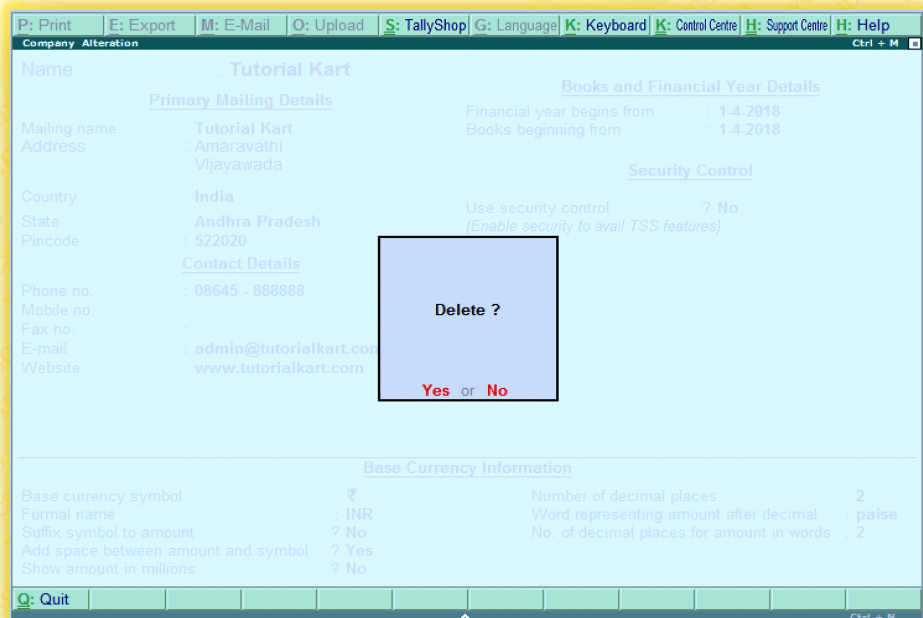 P: Print E: Export M: E-Mail O: Upload S: TallyShop G: Language K: Keyboard K: Control Centre H: Support Centre H: Help
Company Alteration Ctrl + M
Name : Tutorial Kart
Books and Financial Year Details
Primary Mailing Details
Financial year begins from : 1-4-2018
Mailing name : Tutorial Kart
Books beginning from : 1-4-2018
Address : Amaravathi
Vijayawada
Security Control
Country : India
Use security control ? No
State : Andhra Pradesh
(Enable security to avail TSS features)
Pincode : 522020
Contact Details
Phone no. : 08645 - 888888
Mobile no. :
Delete ?
Fax no. :
E-mail : admin@tutorialkart.con
Website : www.tutorialkart.com
Yes or No
Base Currency Information
Base currency symbol : ₹
Number of decimal places : 2
Formal name : INR
Word representing amount after decimal : paise
Suffix symbol to amount ? No
No. of decimal places for amount in words : 2
Add space between amount and symbol ? Yes
Show amount in millions ? No
Q: Quit
Ctrl + N